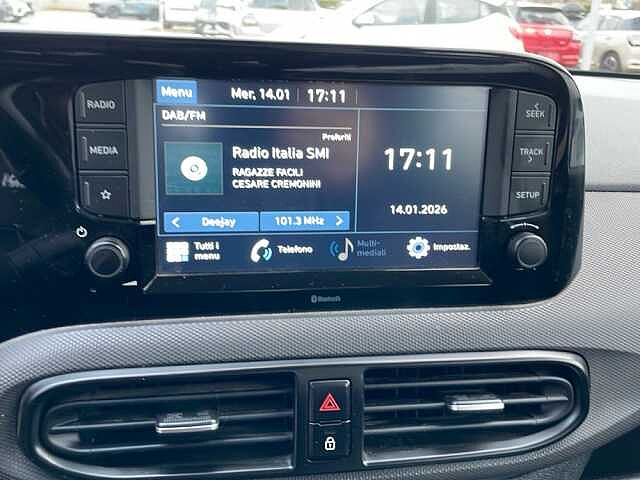 Menu Mer. 14.01 17:11
DAB/FM
Preferiti
Radio Italia SMI
RAGAZZE FACILI
CESARE CREMONINI
Deejay 101.3 MHz
17:11
14.01.2026
Tutti i menu
Telefono
Multi-mediali
Impostaz.
RADIO
MEDIA
SEEK
TRACK
SETUP
Bluetooth